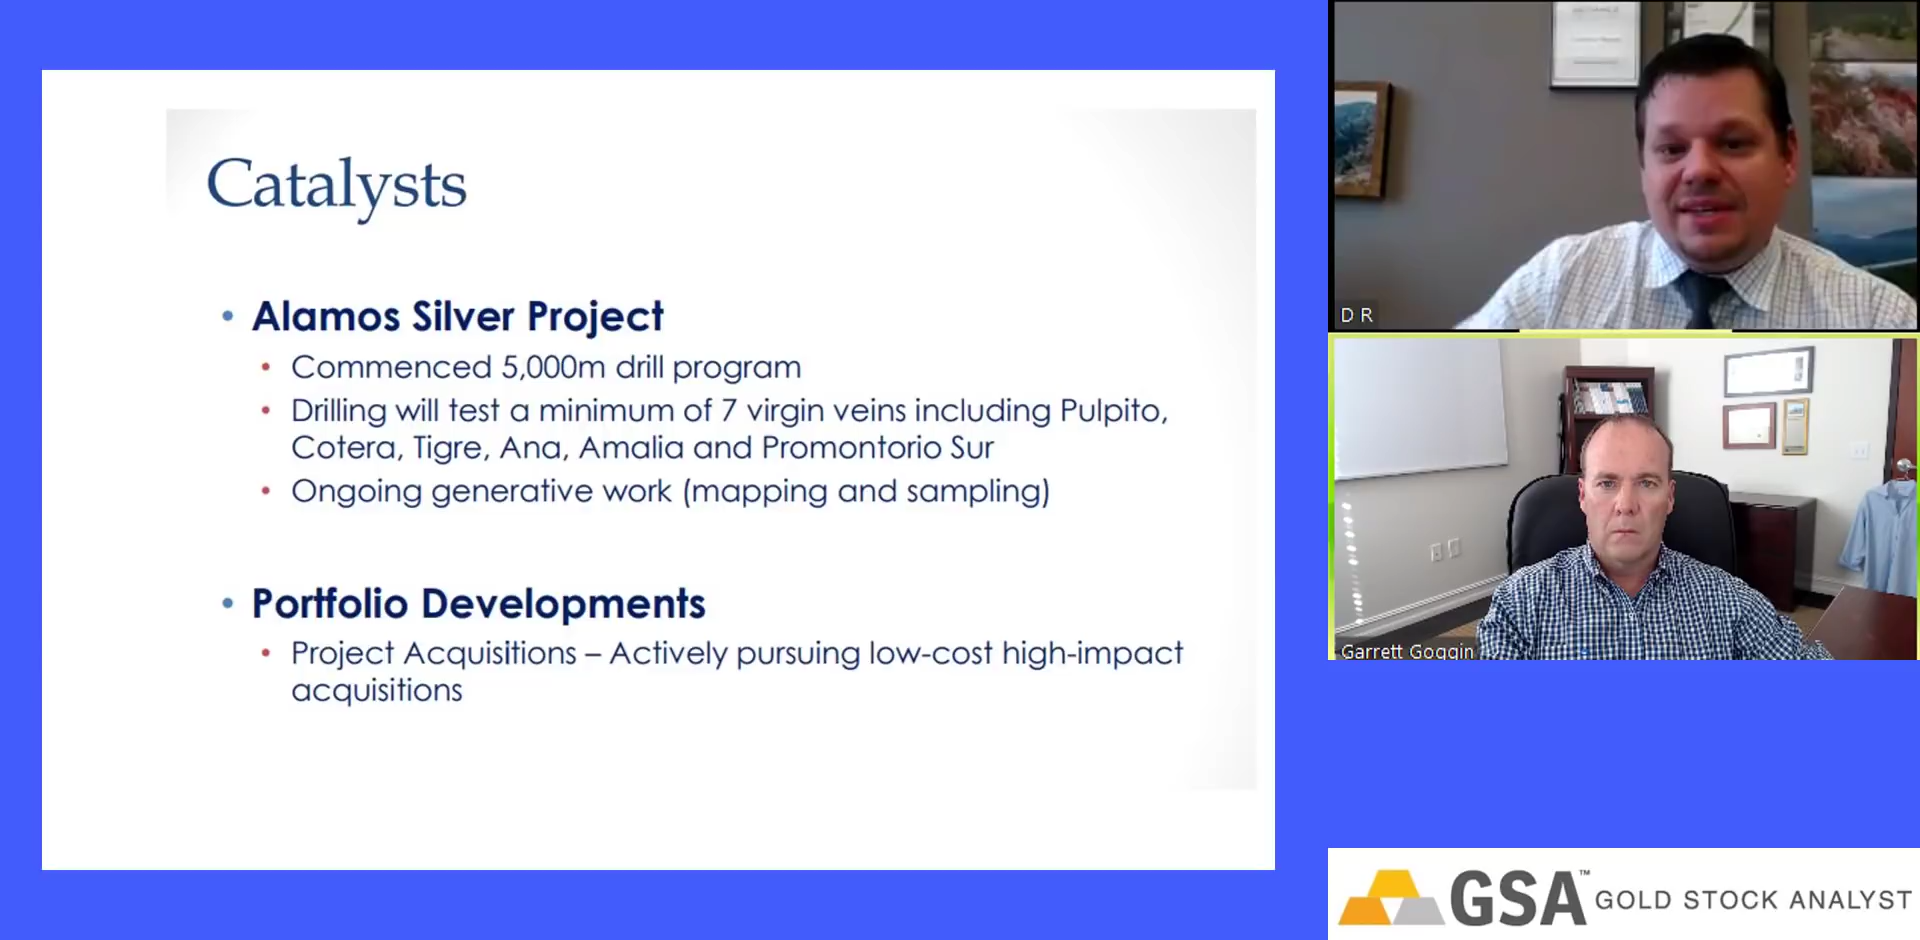 Catalysts
• Alamos Silver Project
• Commenced 5,000m drill program
• Drilling will test a minimum of 7 virgin veins including Pulpito,
Cotera, Tigre, Ana, Amalia and Promontorio Sur
• Ongoing generative work (mapping and sampling)
• Portfolio Developments
• Project Acquisitions – Actively pursuing low-cost high-impact
acquisitions
D R
Garrett Goggin
GSA™ GOLD STOCK ANALYST